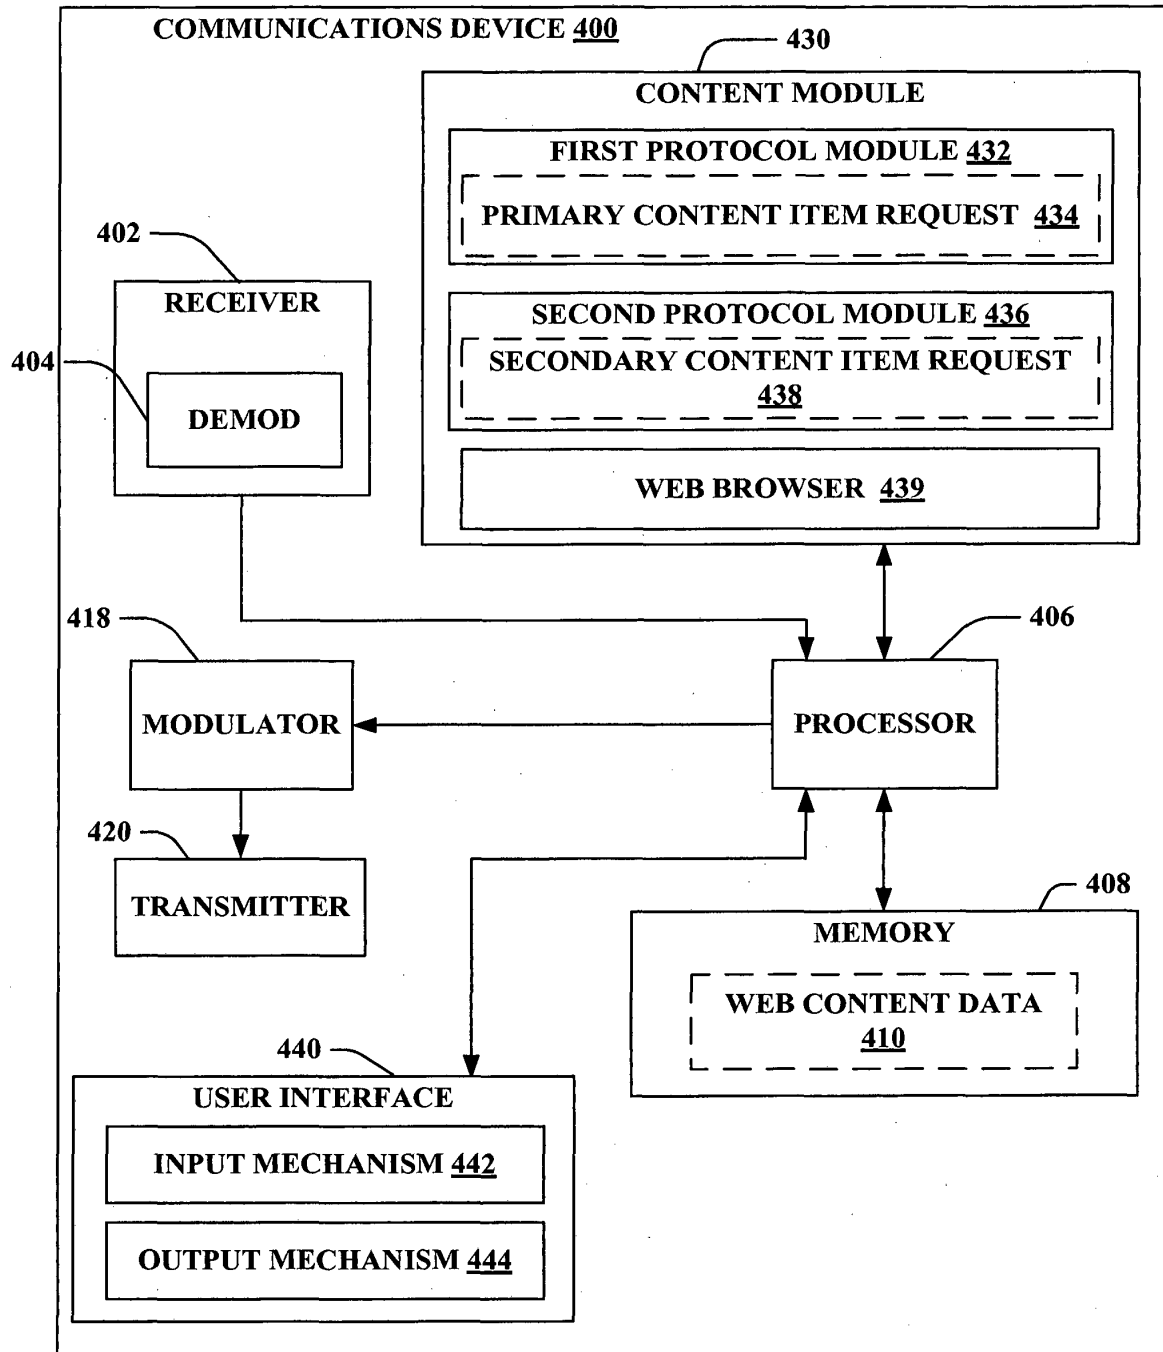 COMMUNICATIONS DEVICE 400
430
CONTENT MODULE
FIRST PROTOCOL MODULE 432
PRIMARY CONTENT ITEM REQUEST 434
402
RECEIVER
SECOND PROTOCOL MODULE 436
404
SECONDARY CONTENT ITEM REQUEST
438
DEMOD
WEB BROWSER 439
418
406
MODULATOR
PROCESSOR
420
TRANSMITTER
408
MEMORY
WEB CONTENT DATA
410
440
USER INTERFACE
INPUT MECHANISM 442
OUTPUT MECHANISM 444